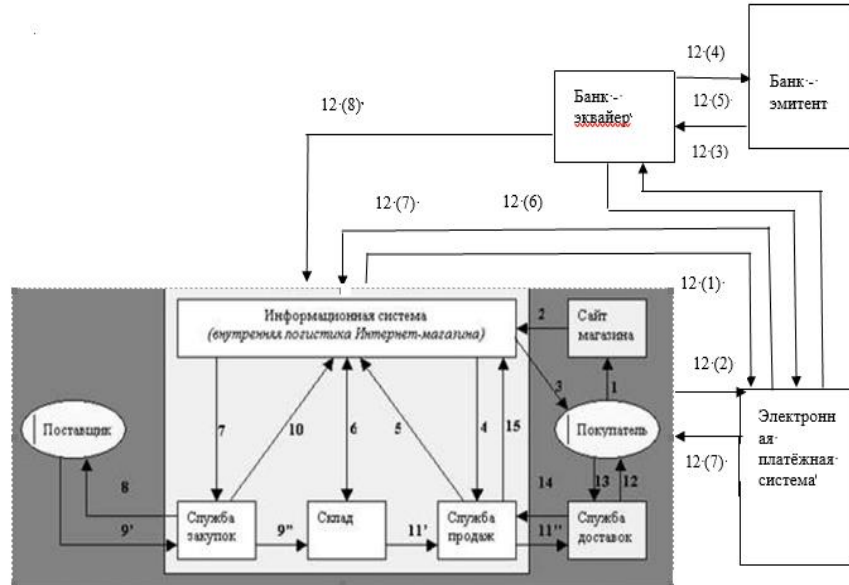 12 (4)
Банк -
эмитент
Банк -
эквайер
12 (8)
12 (5)
12 (3)
12 (7)
12 (6)
12 (1)
Информационная система
(внутренняя логистика Интернет-магазина)
2
Сайт
магазина
12 (2)
3
1
Поставщик
7
10
6
5
4
15
Покупатель
Электронн
ая
платёжная
система
12 (7)
8
14
13
12
9'
Служба
закупок
9"
Склад
11'
Служба
продаж
11"
Служба
доставок